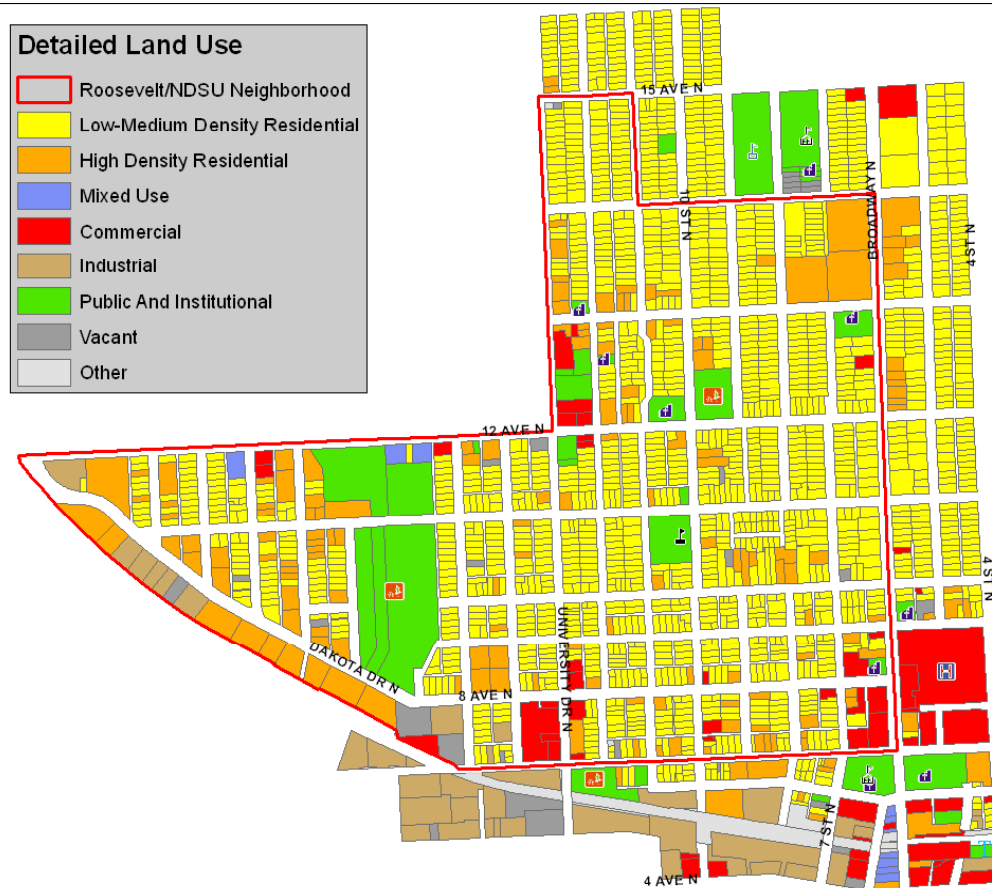 Detailed Land Use
Roosevelt/NDSU Neighborhood
Low-Medium Density Residential
High Density Residential
Mixed Use
Commercial
Industrial
Public And Institutional
Vacant
Other
15 AVE N
10 ST N
BROADWAY N
4 ST N
12 AVE N
4 ST N
UNIVERSITY DR N
DAKOTA DR N
8 AVE N
7 ST N
4 AVE N